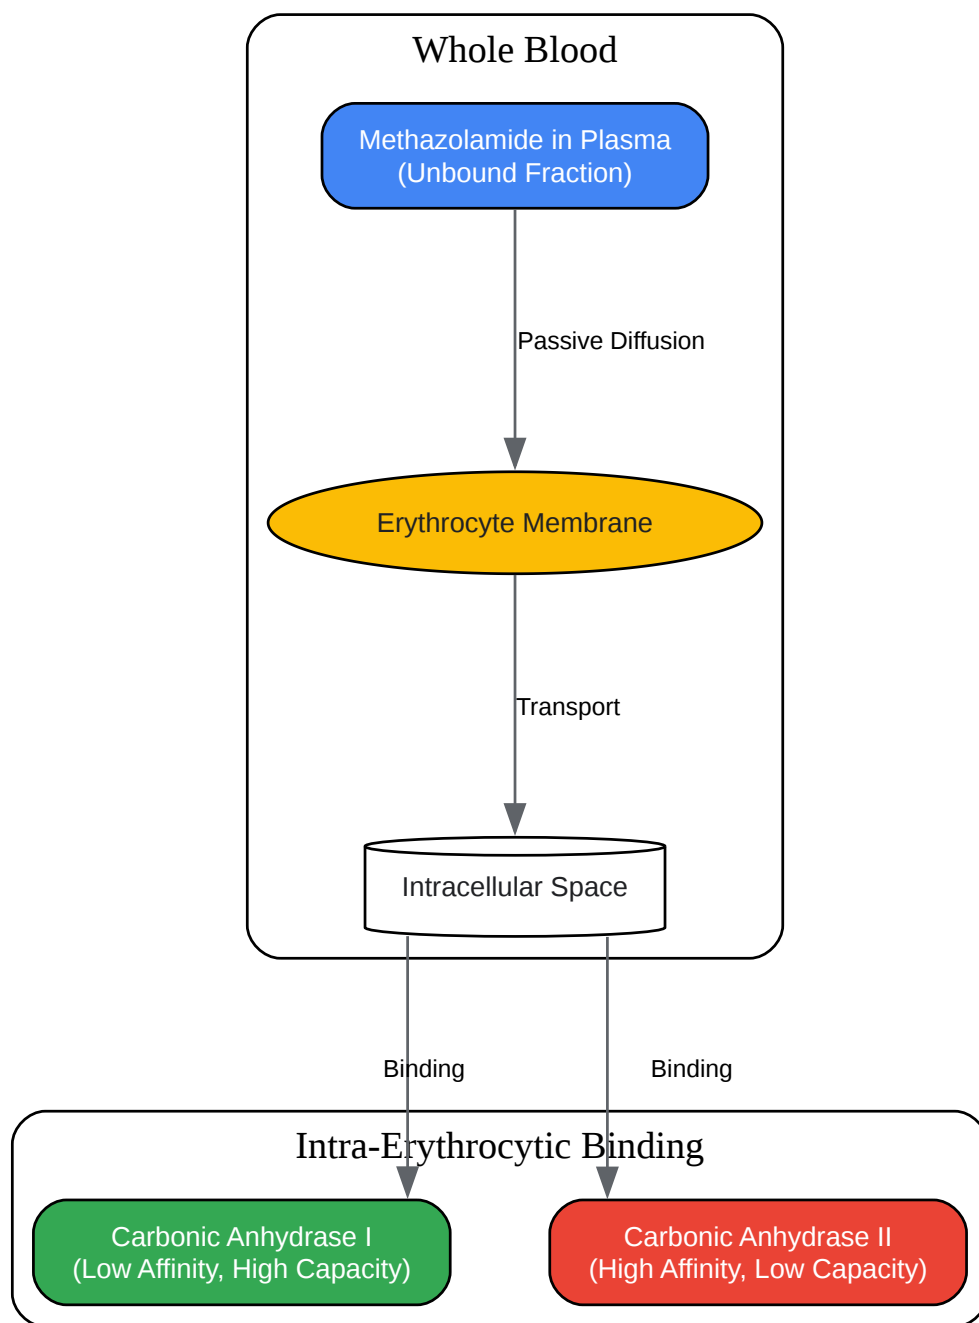 Whole Blood
Methazolamide in Plasma
(Unbound Fraction)
Passive Diffusion
Erythrocyte Membrane
Transport
Intracellular Space
Binding
Binding
Intra-Erythrocytic Binding
Carbonic Anhydrase I
(Low Affinity, High Capacity)
Carbonic Anhydrase II
(High Affinity, Low Capacity)